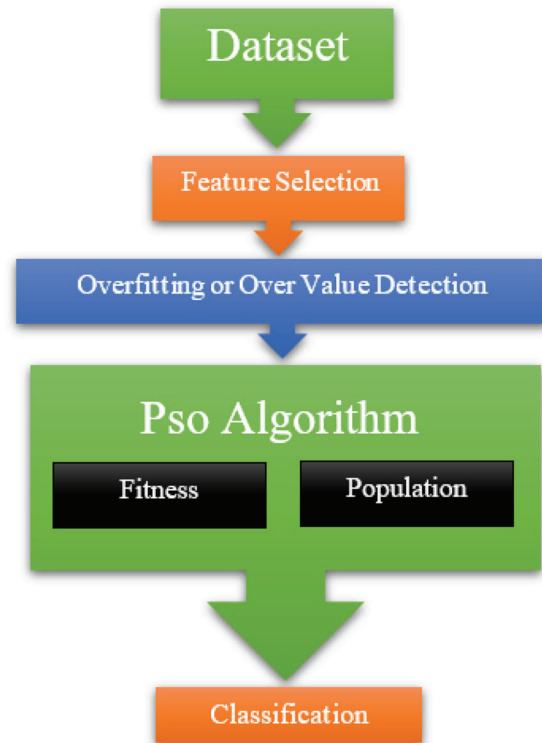 Dataset
Feature Selection
Overfitting or Over Value Detection
Pso Algorithm
Fitness
Population
Classification